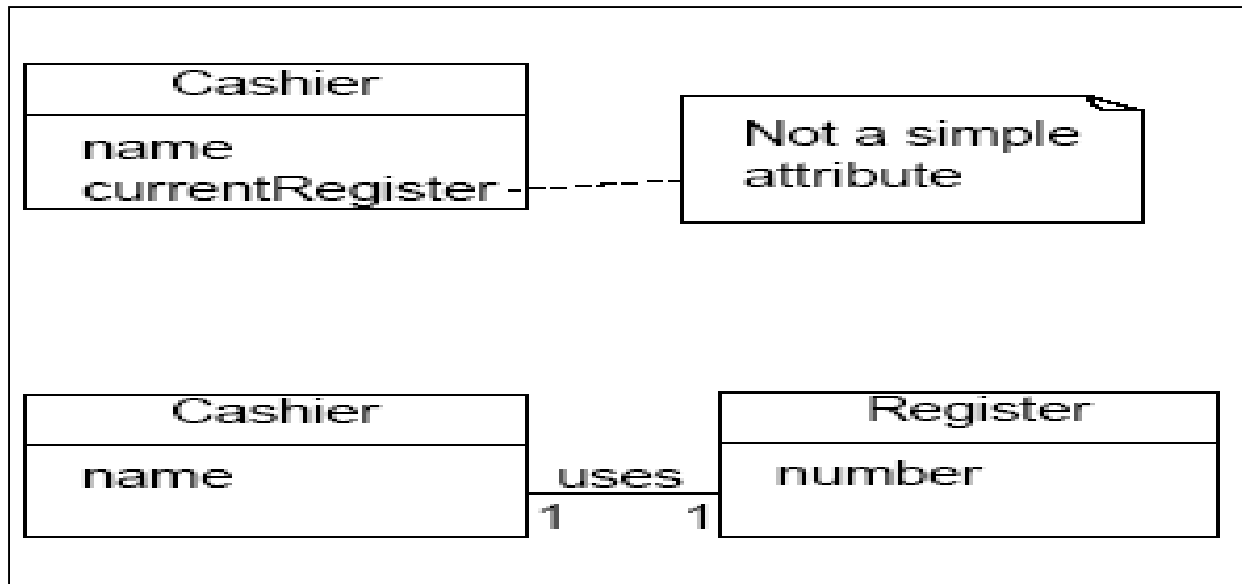 Cashier
name
currentRegister
Not a simple
attribute
Cashier
name
uses
1 1
Register
number